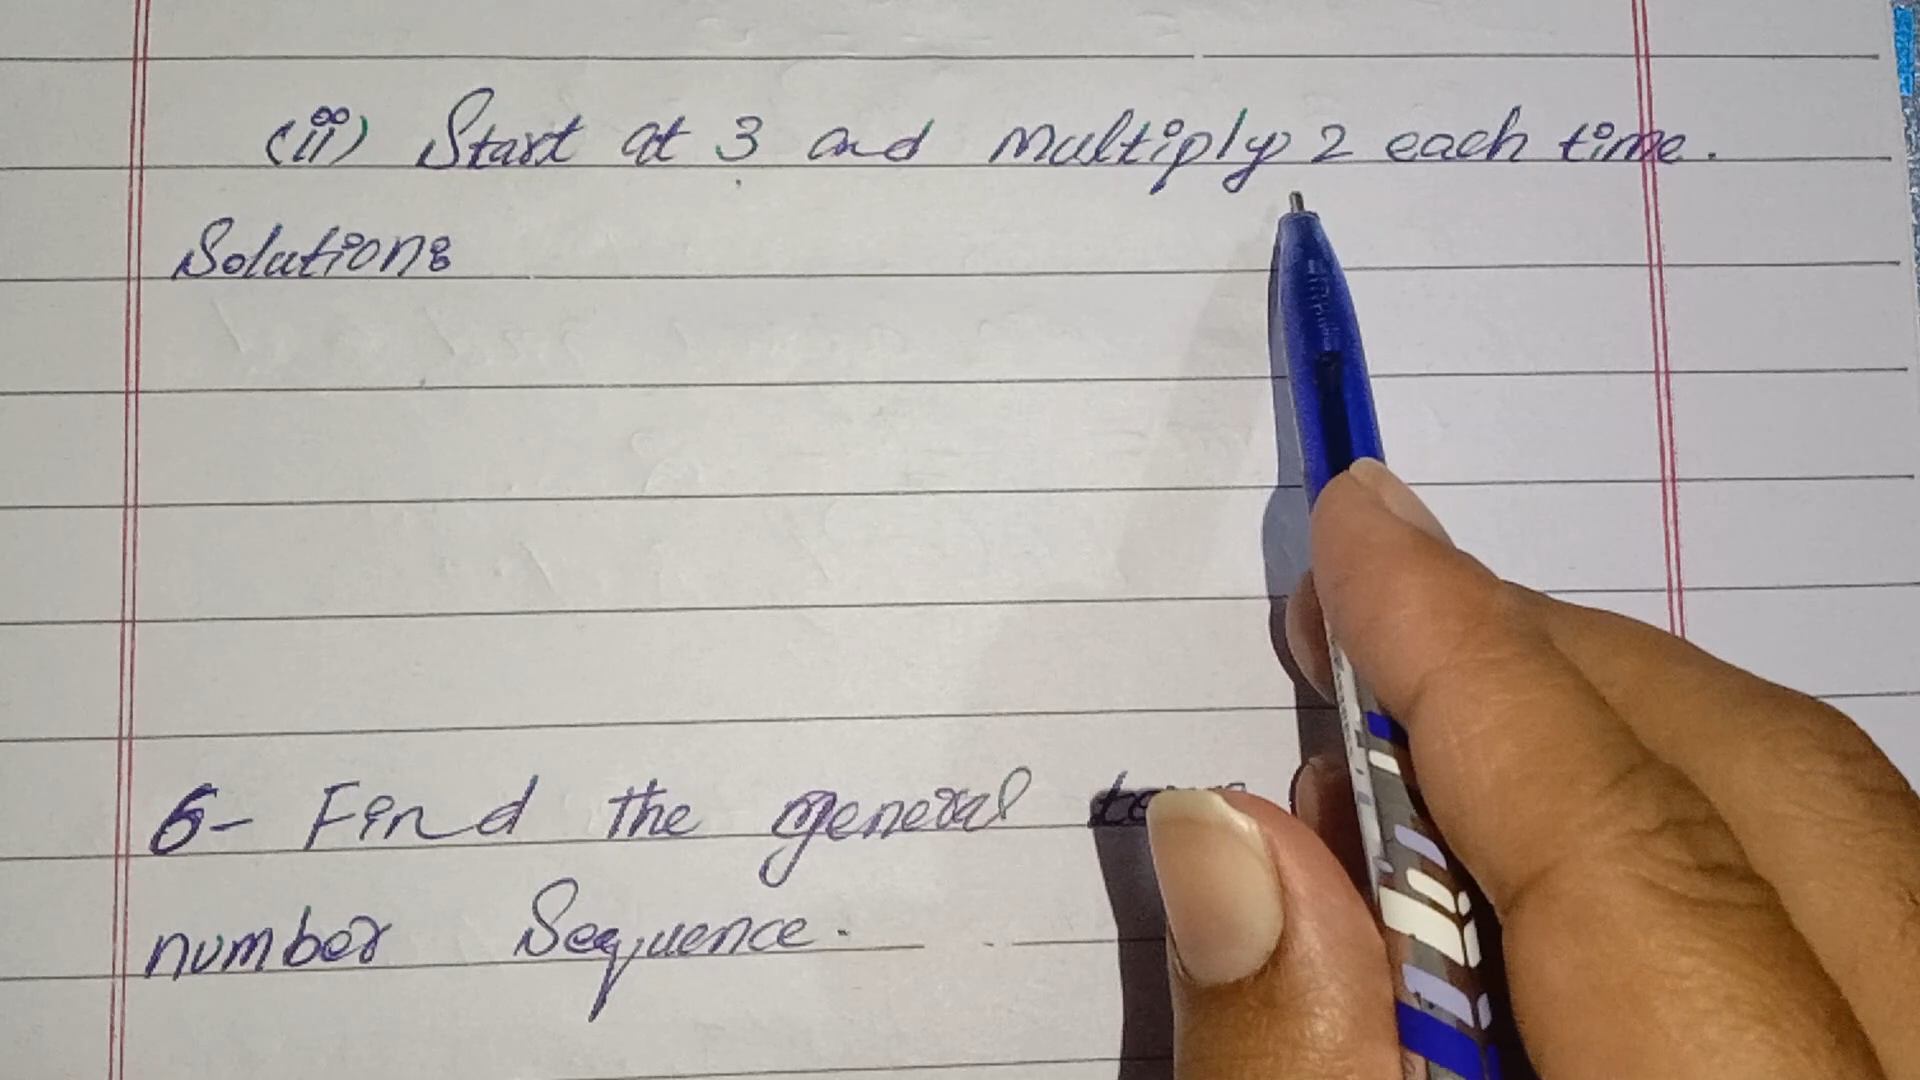 (ii) Start at 3 and multiply 2 each time.
Solution:
6- Find the general
number Sequence.